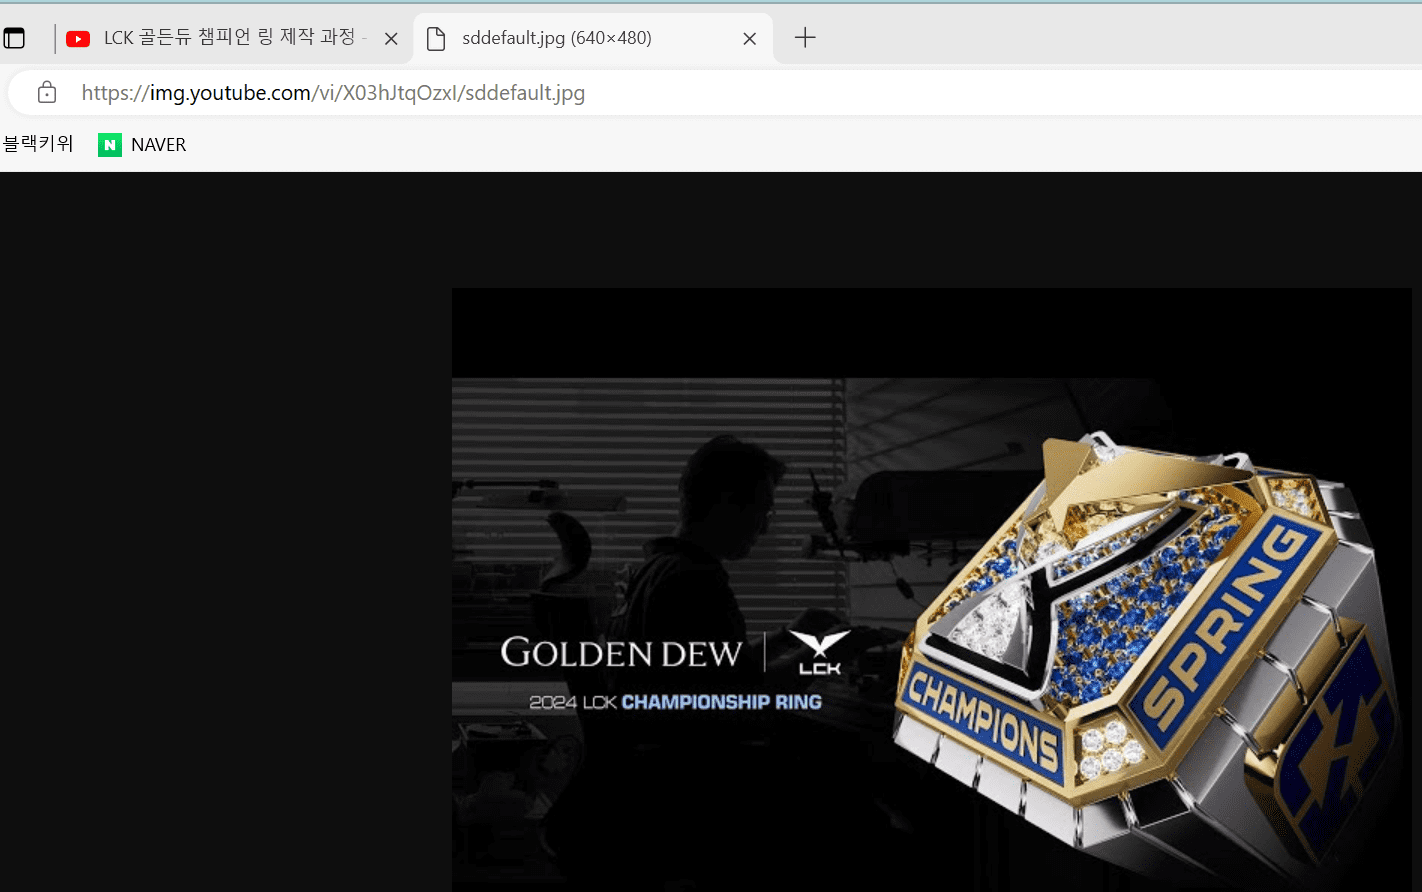 LCK 골든듀 챔피언 링 제작 과정 -
sddefault.jpg (640×480)
https://img.youtube.com/vi/X03hJtqOzxI/sddefault.jpg
블랙키위
N NAVER
GOLDEN DEW
LCK
2024 LCK CHAMPIONSHIP RING
CHAMPIONS
SPRING